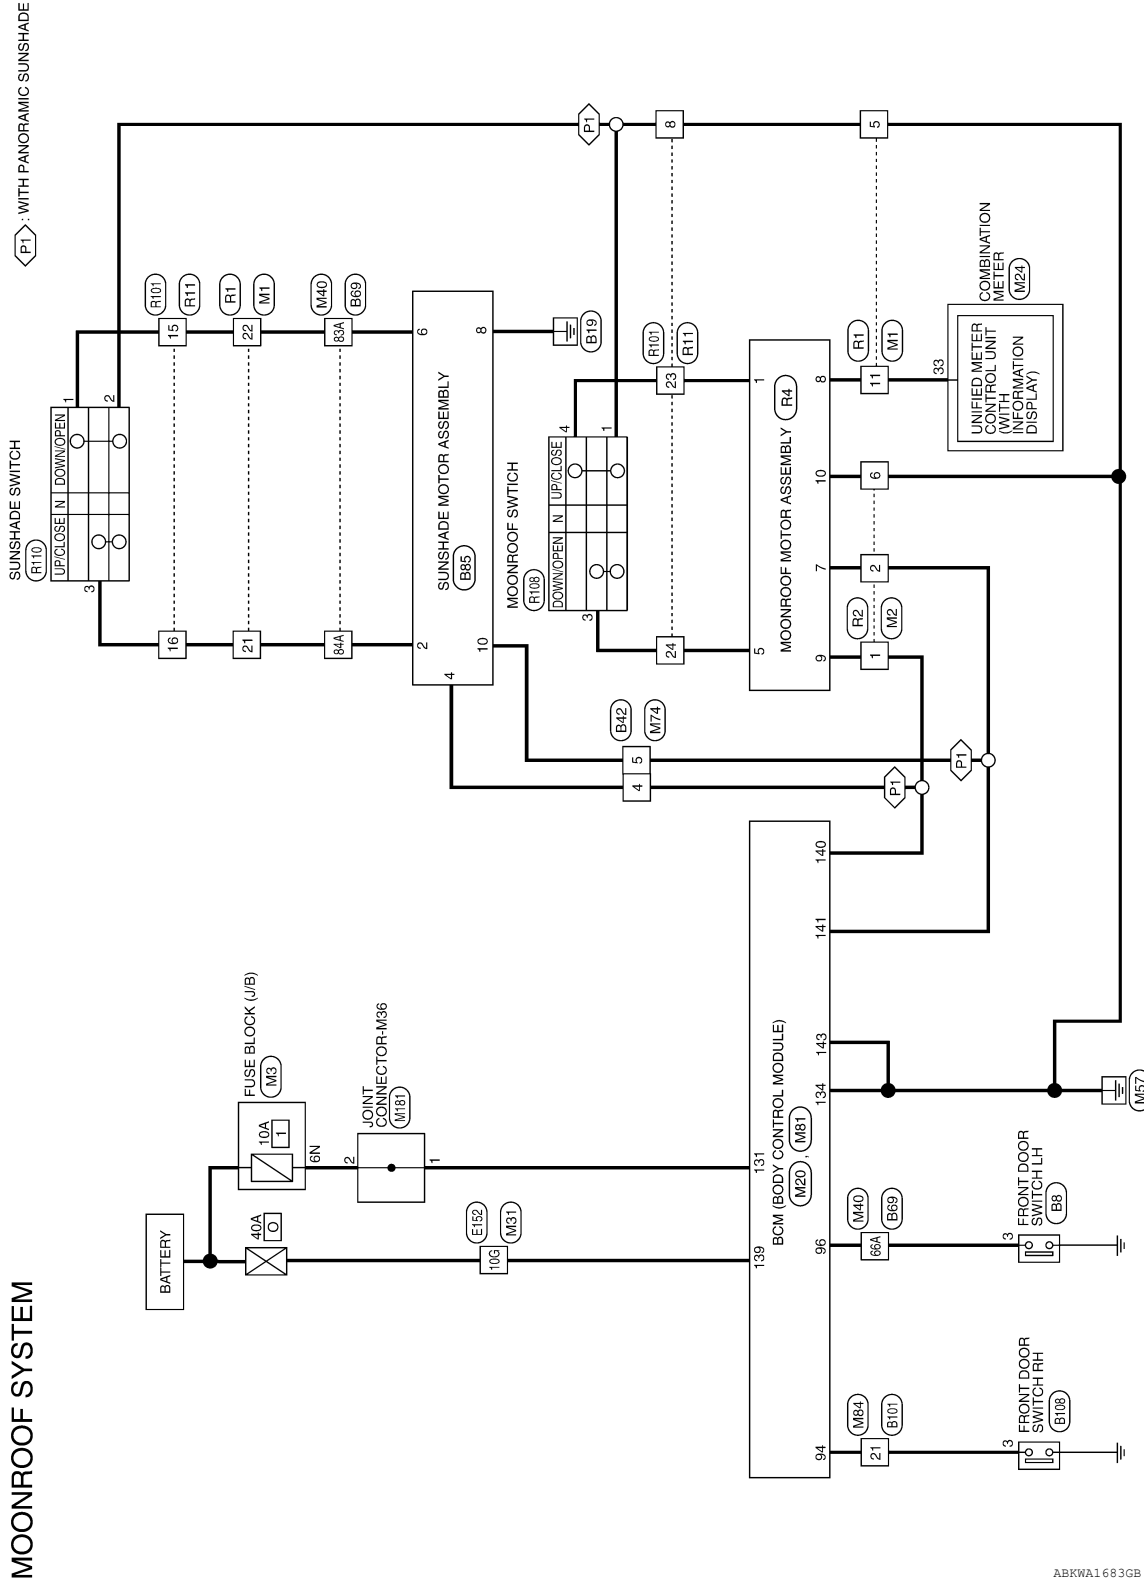 MOONROOF SYSTEM
BATTERY
40A
O
FUSE BLOCK (J/B)
M3
10A
1
6N
JOINT
CONNECTOR-M36
M181
2
1
E152
M31
10G
139
131
BCM (BODY CONTROL MODULE)
M20 , M81
94
96
134
143
141
140
M84
B101
21
3
FRONT DOOR
SWITCH RH
B108
M40
B69
66A
3
FRONT DOOR
SWITCH LH
B8
M57
P1 : WITH PANORAMIC SUNSHADE
SUNSHADE SWITCH
R110
UP/CLOSE N DOWN/OPEN
3
1
2
R101
R11
16
15
R1
M1
21
22
M40
B69
84A
83A
2
6
SUNSHADE MOTOR ASSEMBLY
B85
4
10
8
B19
B42
M74
4
5
P1
P1
P1
MOONROOF SWTICH
R108
DOWN/OPEN N UP/CLOSE
3
4
1
R101
R11
24
23
8
5
1
MOONROOF MOTOR ASSEMBLY
R4
9
7
10
8
R2
M2
1
2
6
R1
M1
11
5
33
COMBINATION
METER
M24
UNIFIED METER
CONTROL UNIT
(WITH
INFORMATION
DISPLAY)
ABKWA1683GB